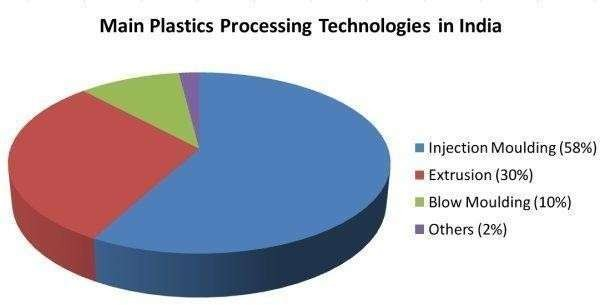 Main Plastics Processing Technologies in India
Injection Moulding (58%)
Extrusion (30%)
Blow Moulding (10%)
Others (2%)